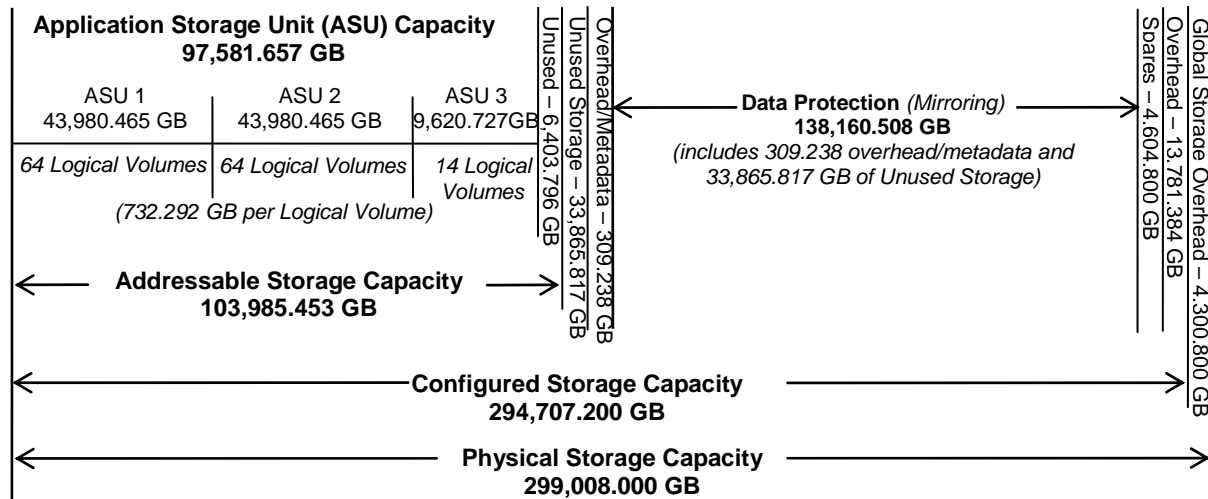 Application Storage Unit (ASU) Capacity
97,581.657 GB
ASU 1
43,980.465 GB
ASU 2
43,980.465 GB
ASU 3
9,620.727GB
64 Logical Volumes
64 Logical Volumes
14 Logical
Volumes
(732.292 GB per Logical Volume)
Unused – 6,403.796 GB
Unused Storage – 33,865.817 GB
Overhead/Metadata – 309.238 GB
Data Protection (Mirroring)
138,160.508 GB
(includes 309.238 overhead/metadata and
33,865.817 GB of Unused Storage)
Spares – 4.604.800 GB
Overhead – 13.781.384 GB
Global Storage Overhead – 4.300.800 GB
Addressable Storage Capacity
103,985.453 GB
Configured Storage Capacity
294,707.200 GB
Physical Storage Capacity
299,008.000 GB